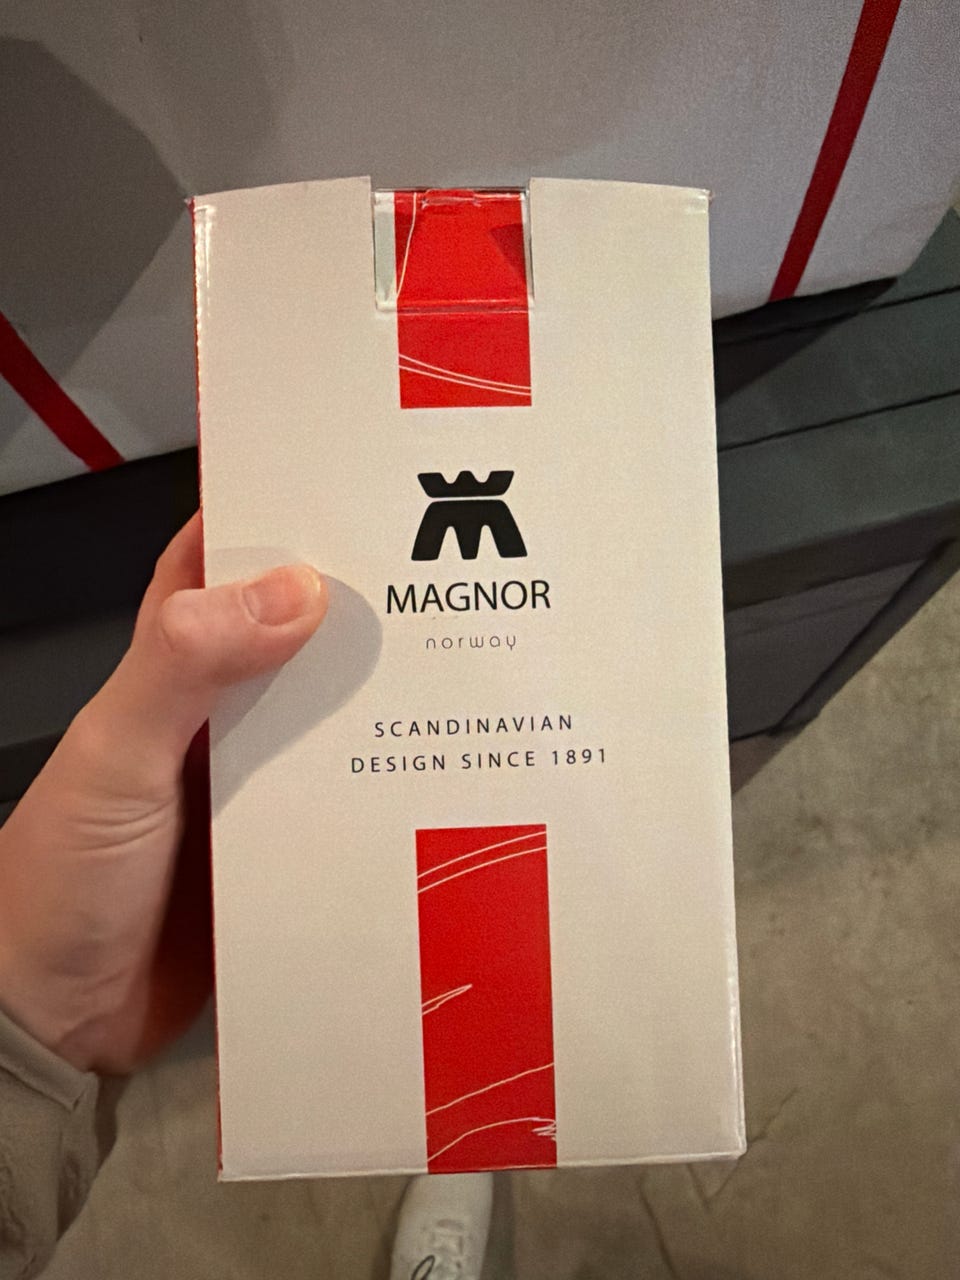 MAGNOR
norway
SCANDINAVIAN
DESIGN SINCE 1891